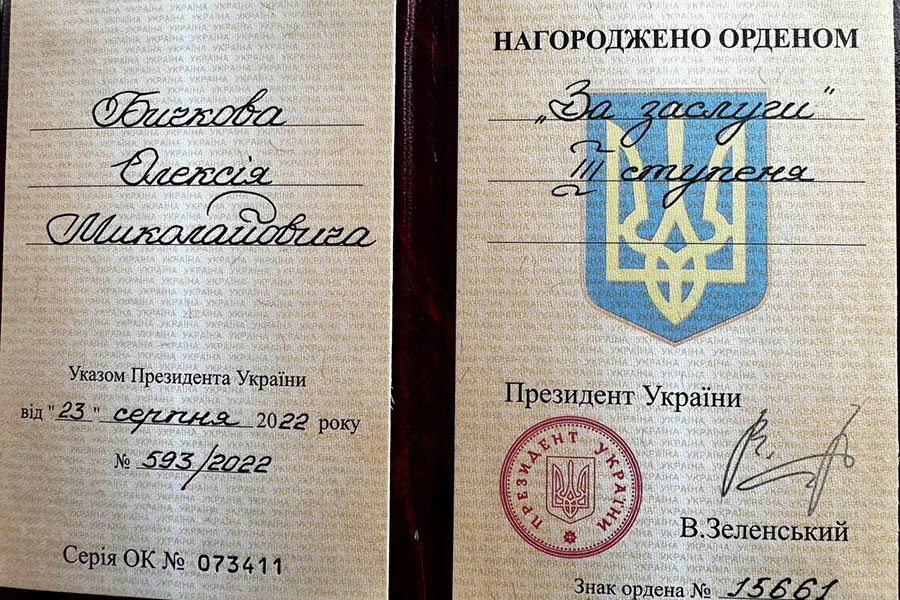 Бичкова
Олексія
Миколайовича
Указом Президента України
від "23" серпня 2022 року
№ 593/2022
Серія ОК № 073411
НАГОРОДЖЕНО ОРДЕНОМ
„За заслуги"
ІІІ ступеня
Президент України
ПРЕЗИДЕНТ УКРАЇНИ
В.Зеленський
Знак ордена № 15661